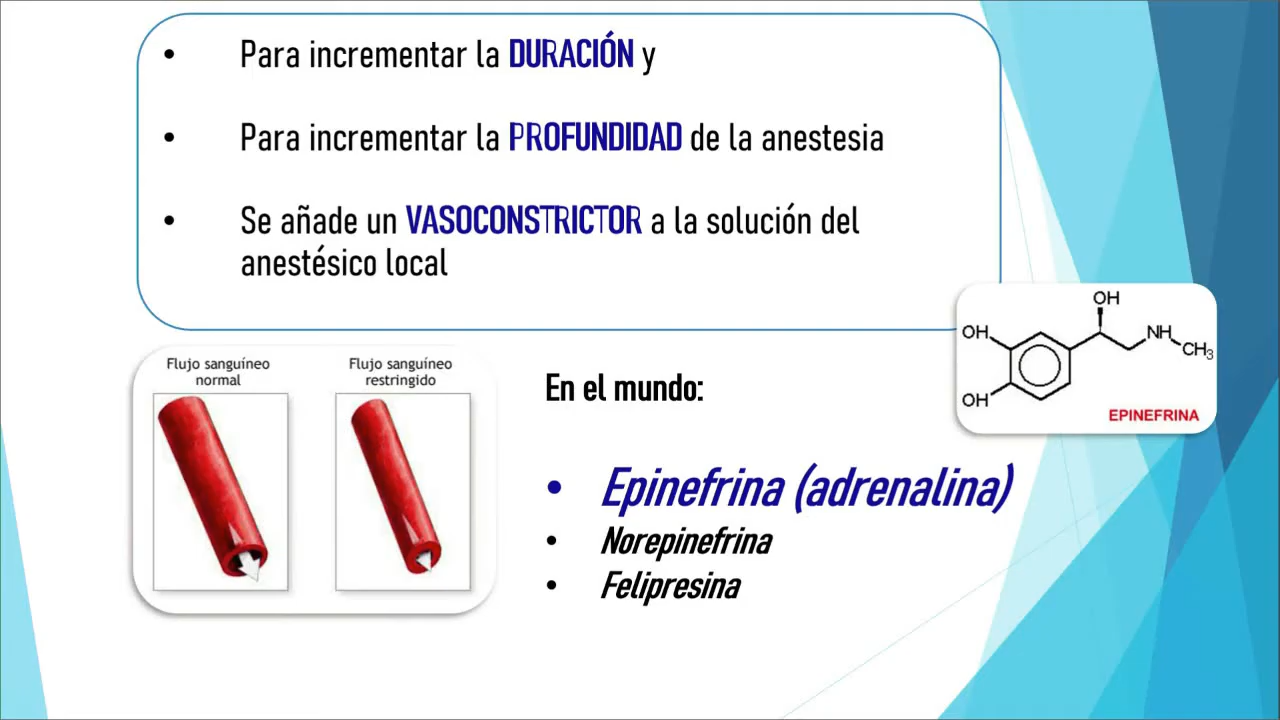 • Para incrementar la DURACIÓN y
• Para incrementar la PROFUNDIDAD de la anestesia
• Se añade un VASOCONSTRICTOR a la solución del
anestésico local
OH
OH
NH
CH3
OH
EPINEFRINA
Flujo sanguíneo
normal
Flujo sanguíneo
restringido
En el mundo:
• Epinefrina (adrenalina)
• Norepinefrina
• Felipresina